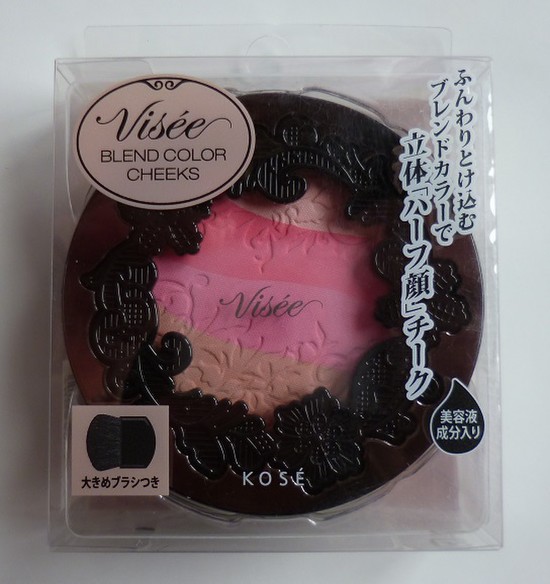 Visée
BLEND COLOR
CHEEKS
ふんわりとけ込む
ブレンドカラーで
立体「ハーフ顔」チーク
Visée
美容液
成分入り
大きめブラシつき
KOSÉ